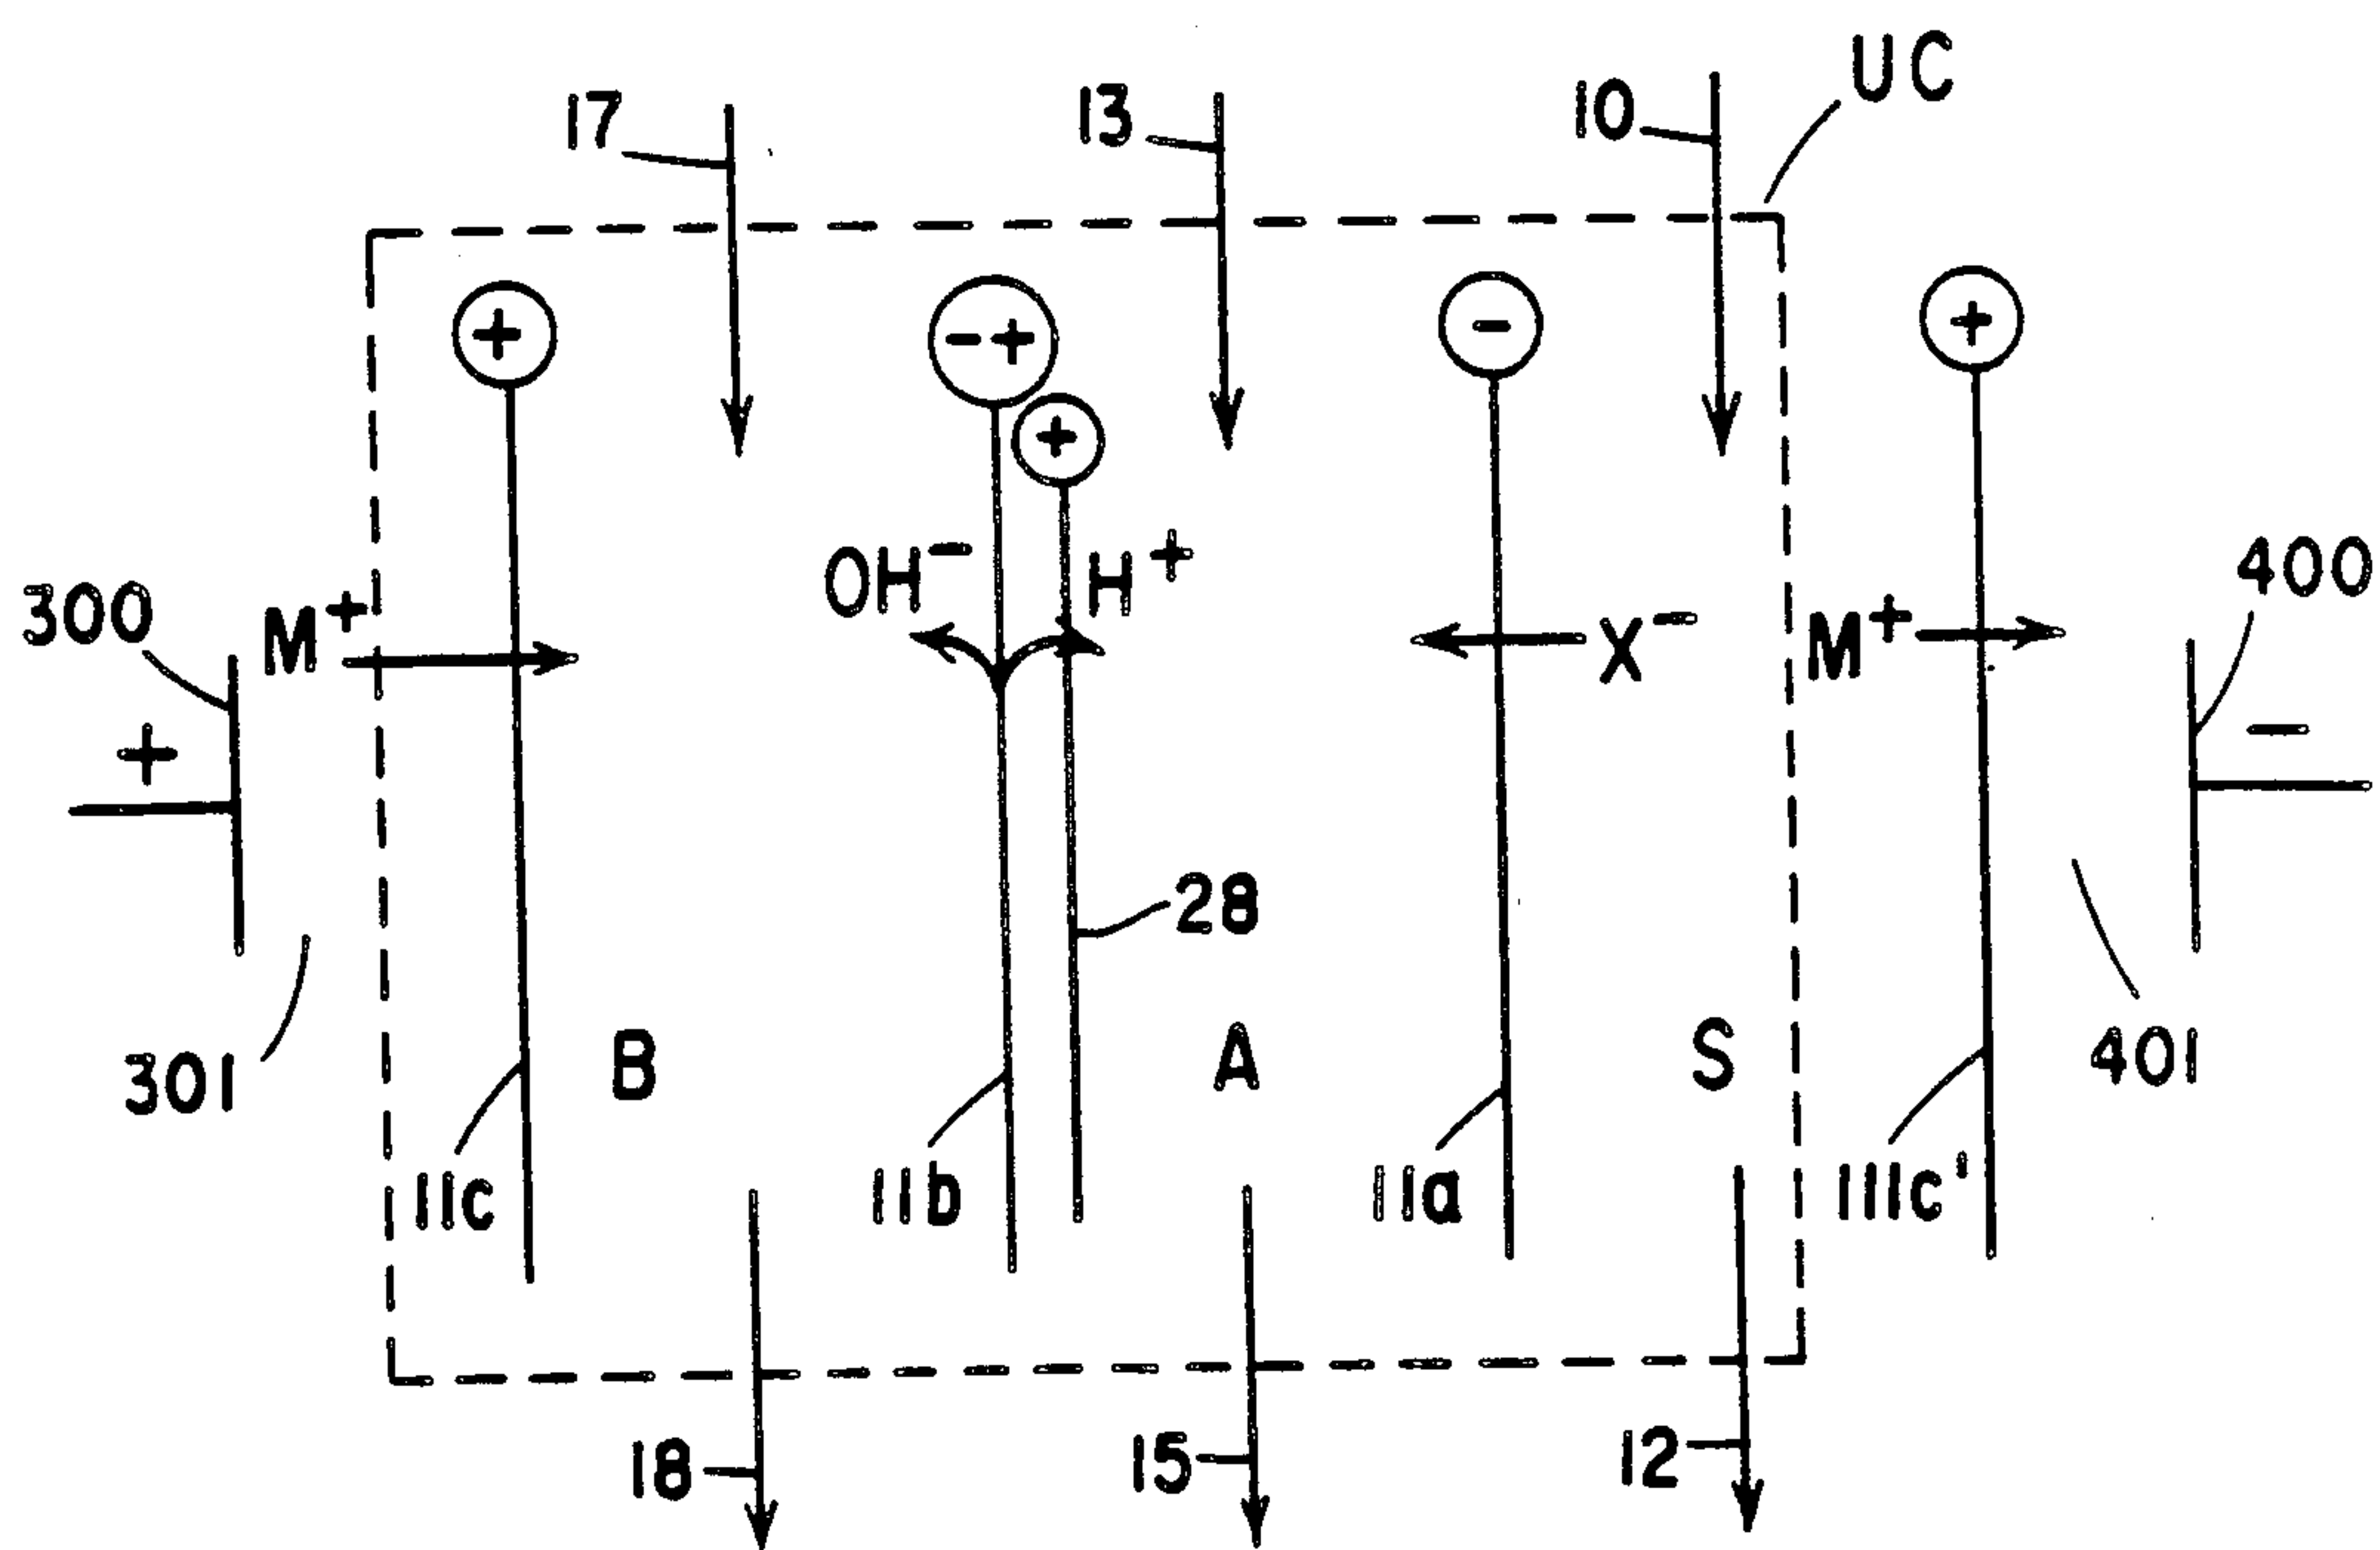 UC
17
13
10
+
- +
-
+
+
OH⁻
H⁺
300
M⁺
X⁻
M⁺
400
+
-
28
301
B
A
S
401
11c
11b
11a
111c'
18
15
12